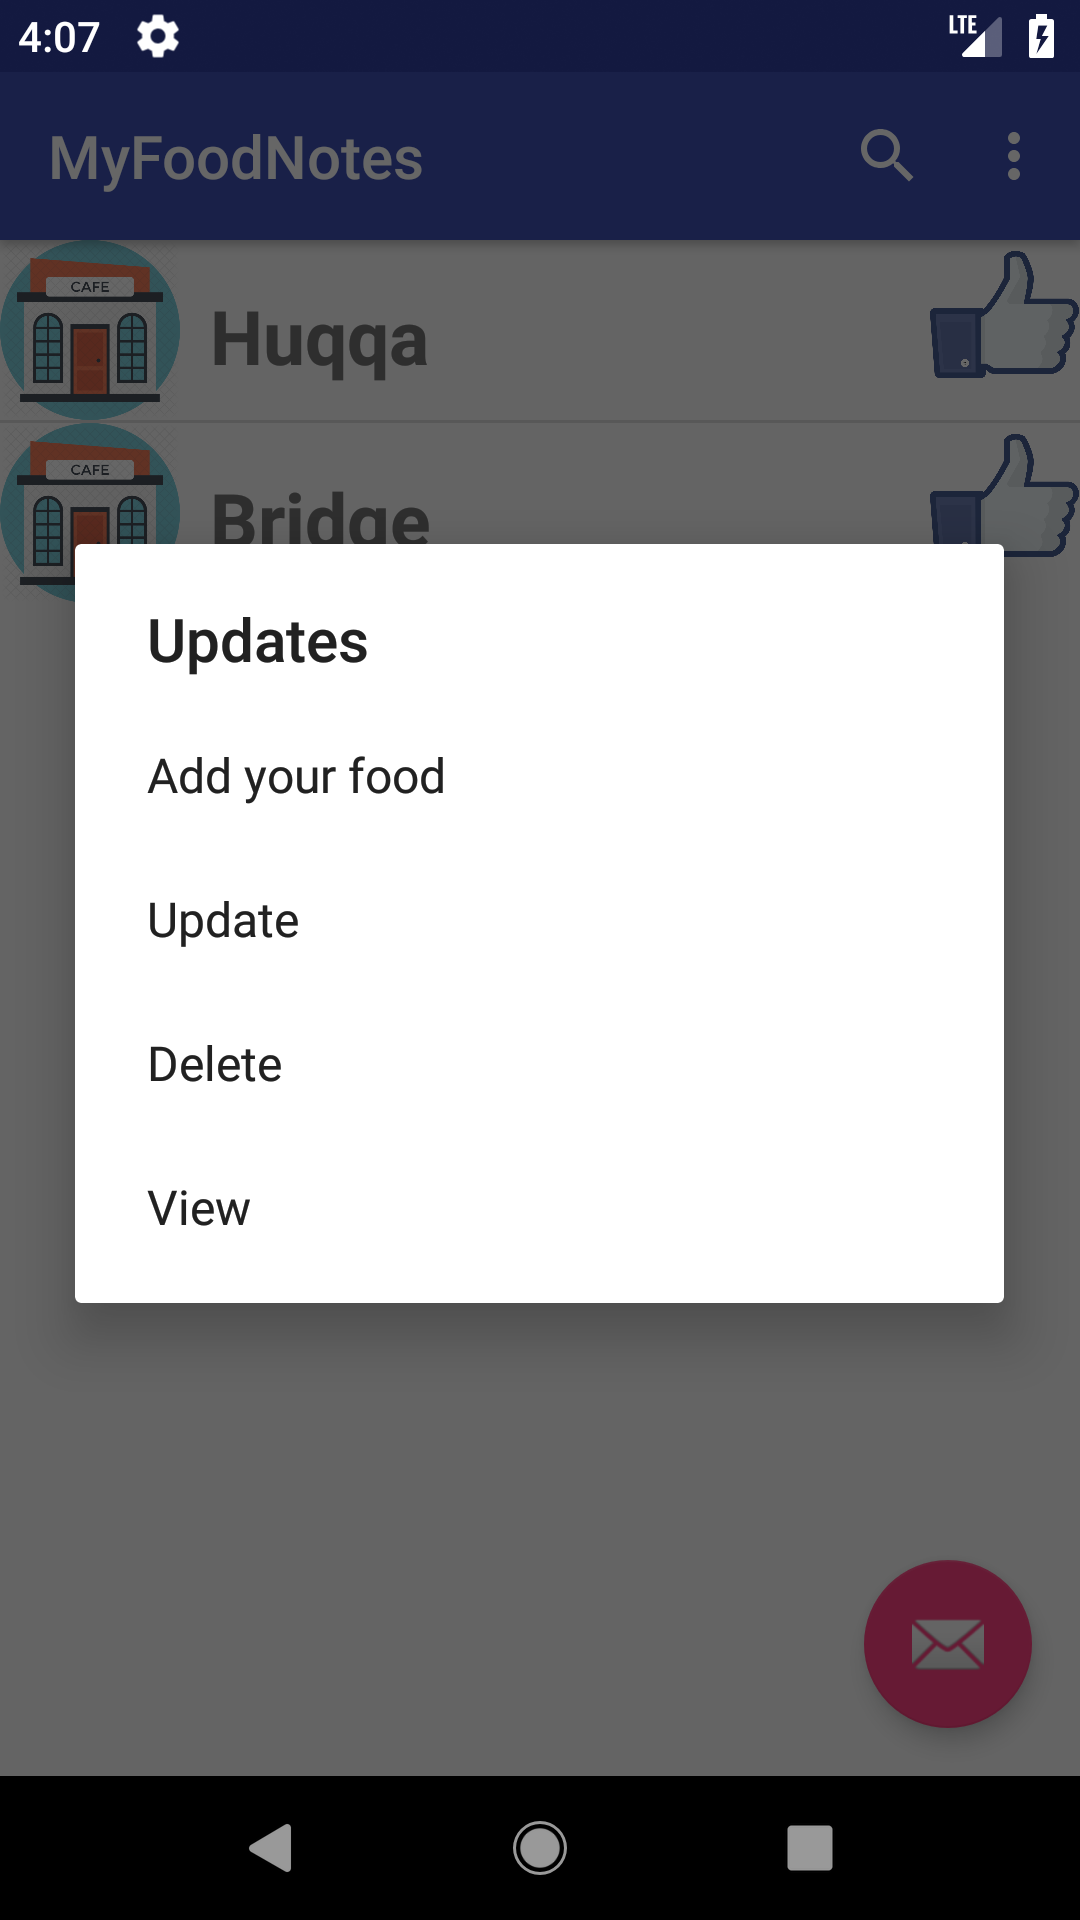 4:07
LTE
MyFoodNotes
CAFE
Huqqa
CAFE
Bridge
Updates
Add your food
Update
Delete
View